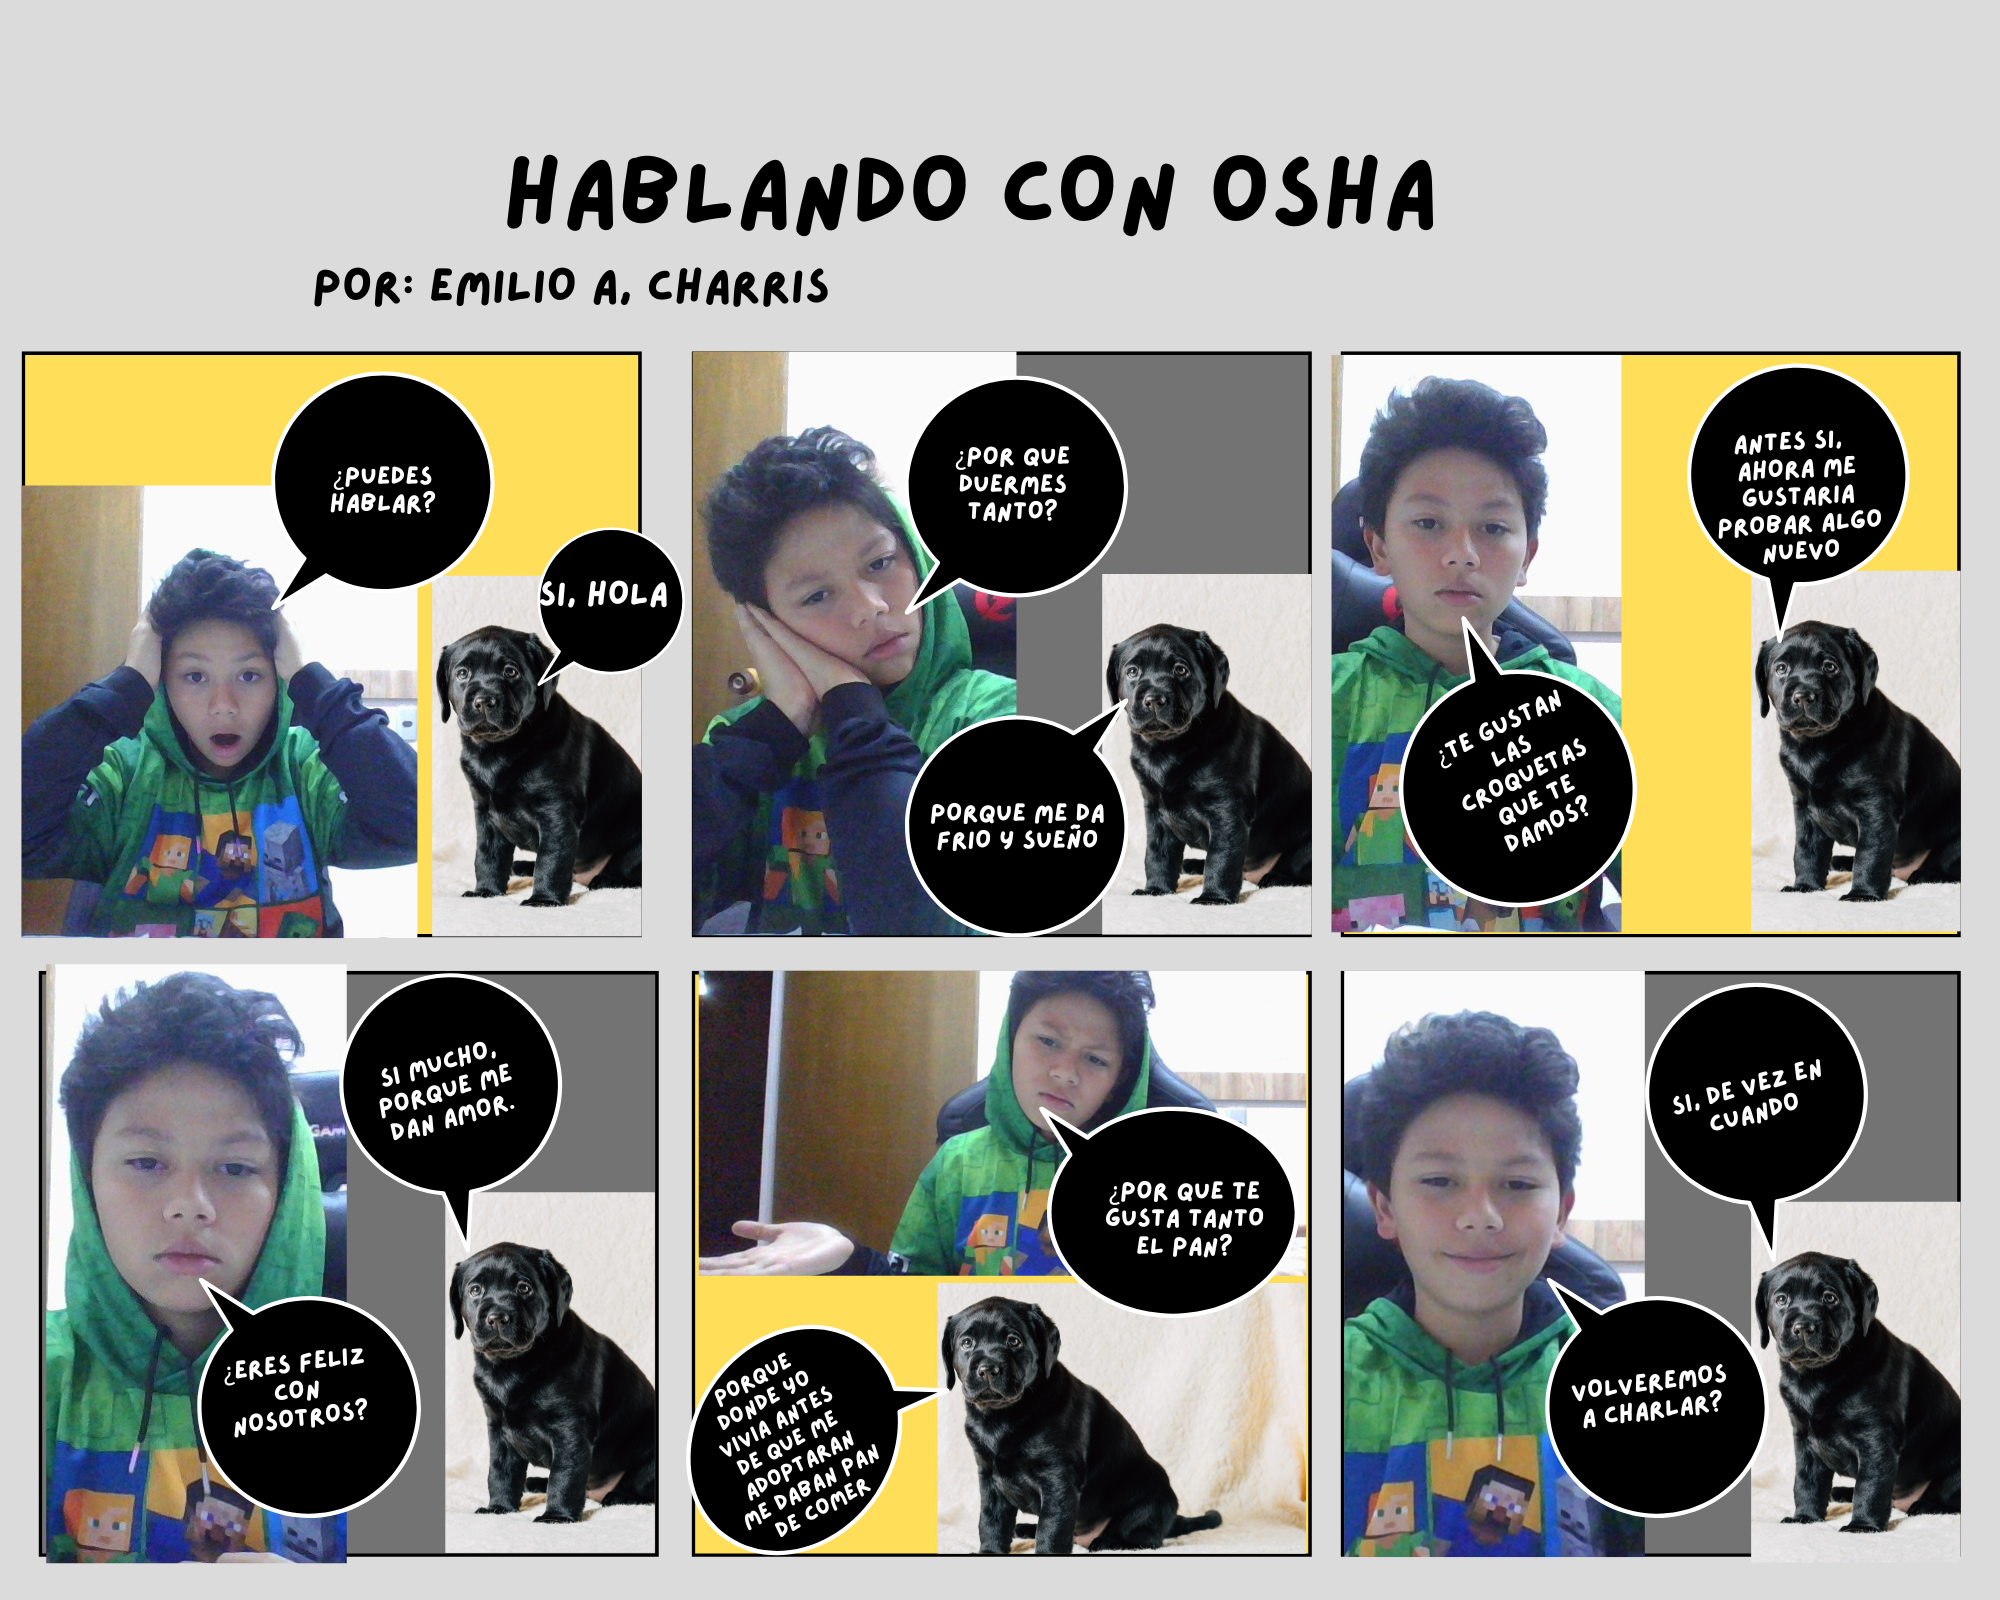 HABLANDO CON OSHA
POR: EMILIO A, CHARRIS
¿PUEDES
HABLAR?
SI, HOLA
¿POR QUE
DUERMES
TANTO?
PORQUE ME DA
FRIO Y SUEÑO
¿TE GUSTAN
LAS
CROQUETAS
QUE TE
DAMOS?
ANTES SI,
AHORA ME
GUSTARIA
PROBAR ALGO
NUEVO
¿ERES FELIZ
CON
NOSOTROS?
SI MUCHO,
PORQUE ME
DAN AMOR.
¿POR QUE TE
GUSTA TANTO
EL PAN?
PORQUE
DONDE YO
VIVIA ANTES
DE QUE ME
ADOPTARAN
ME DABAN PAN
DE COMER
VOLVEREMOS
A CHARLAR?
SI, DE VEZ EN
CUANDO